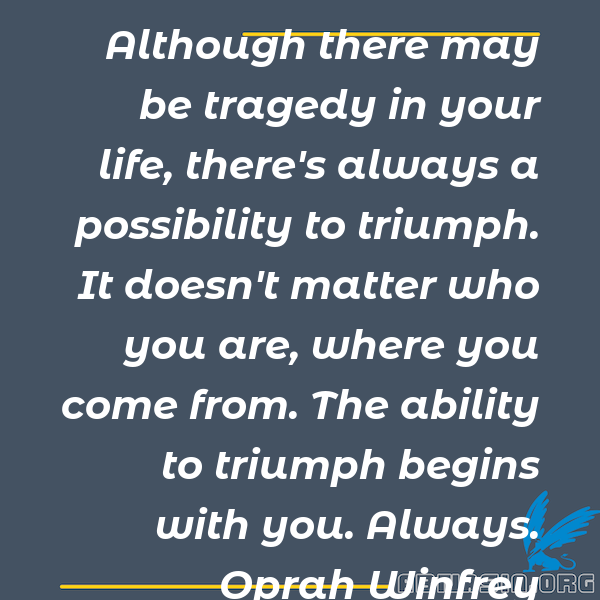 Although there may
be tragedy in your
life, there's always a
possibility to triumph.
It doesn't matter who
you are, where you
come from. The ability
to triumph begins
with you. Always.
Oprah Winfrey